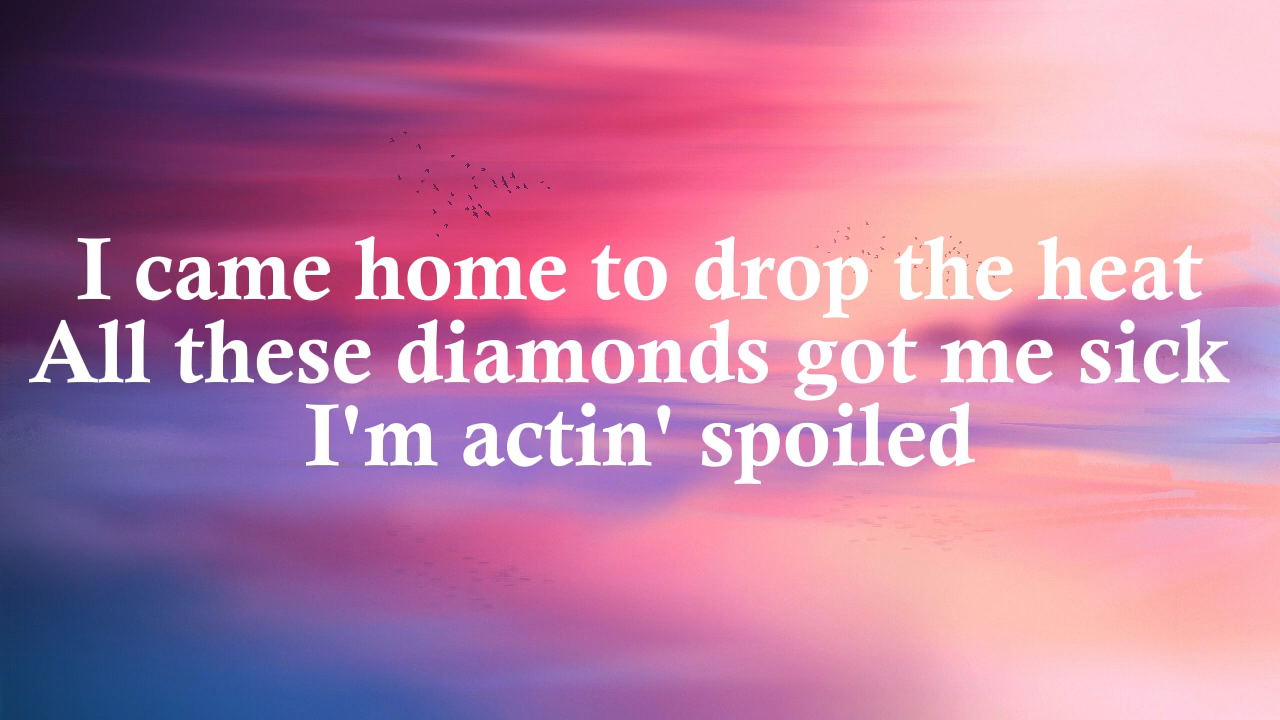 I came home to drop the heat
All these diamonds got me sick
I'm actin' spoiled